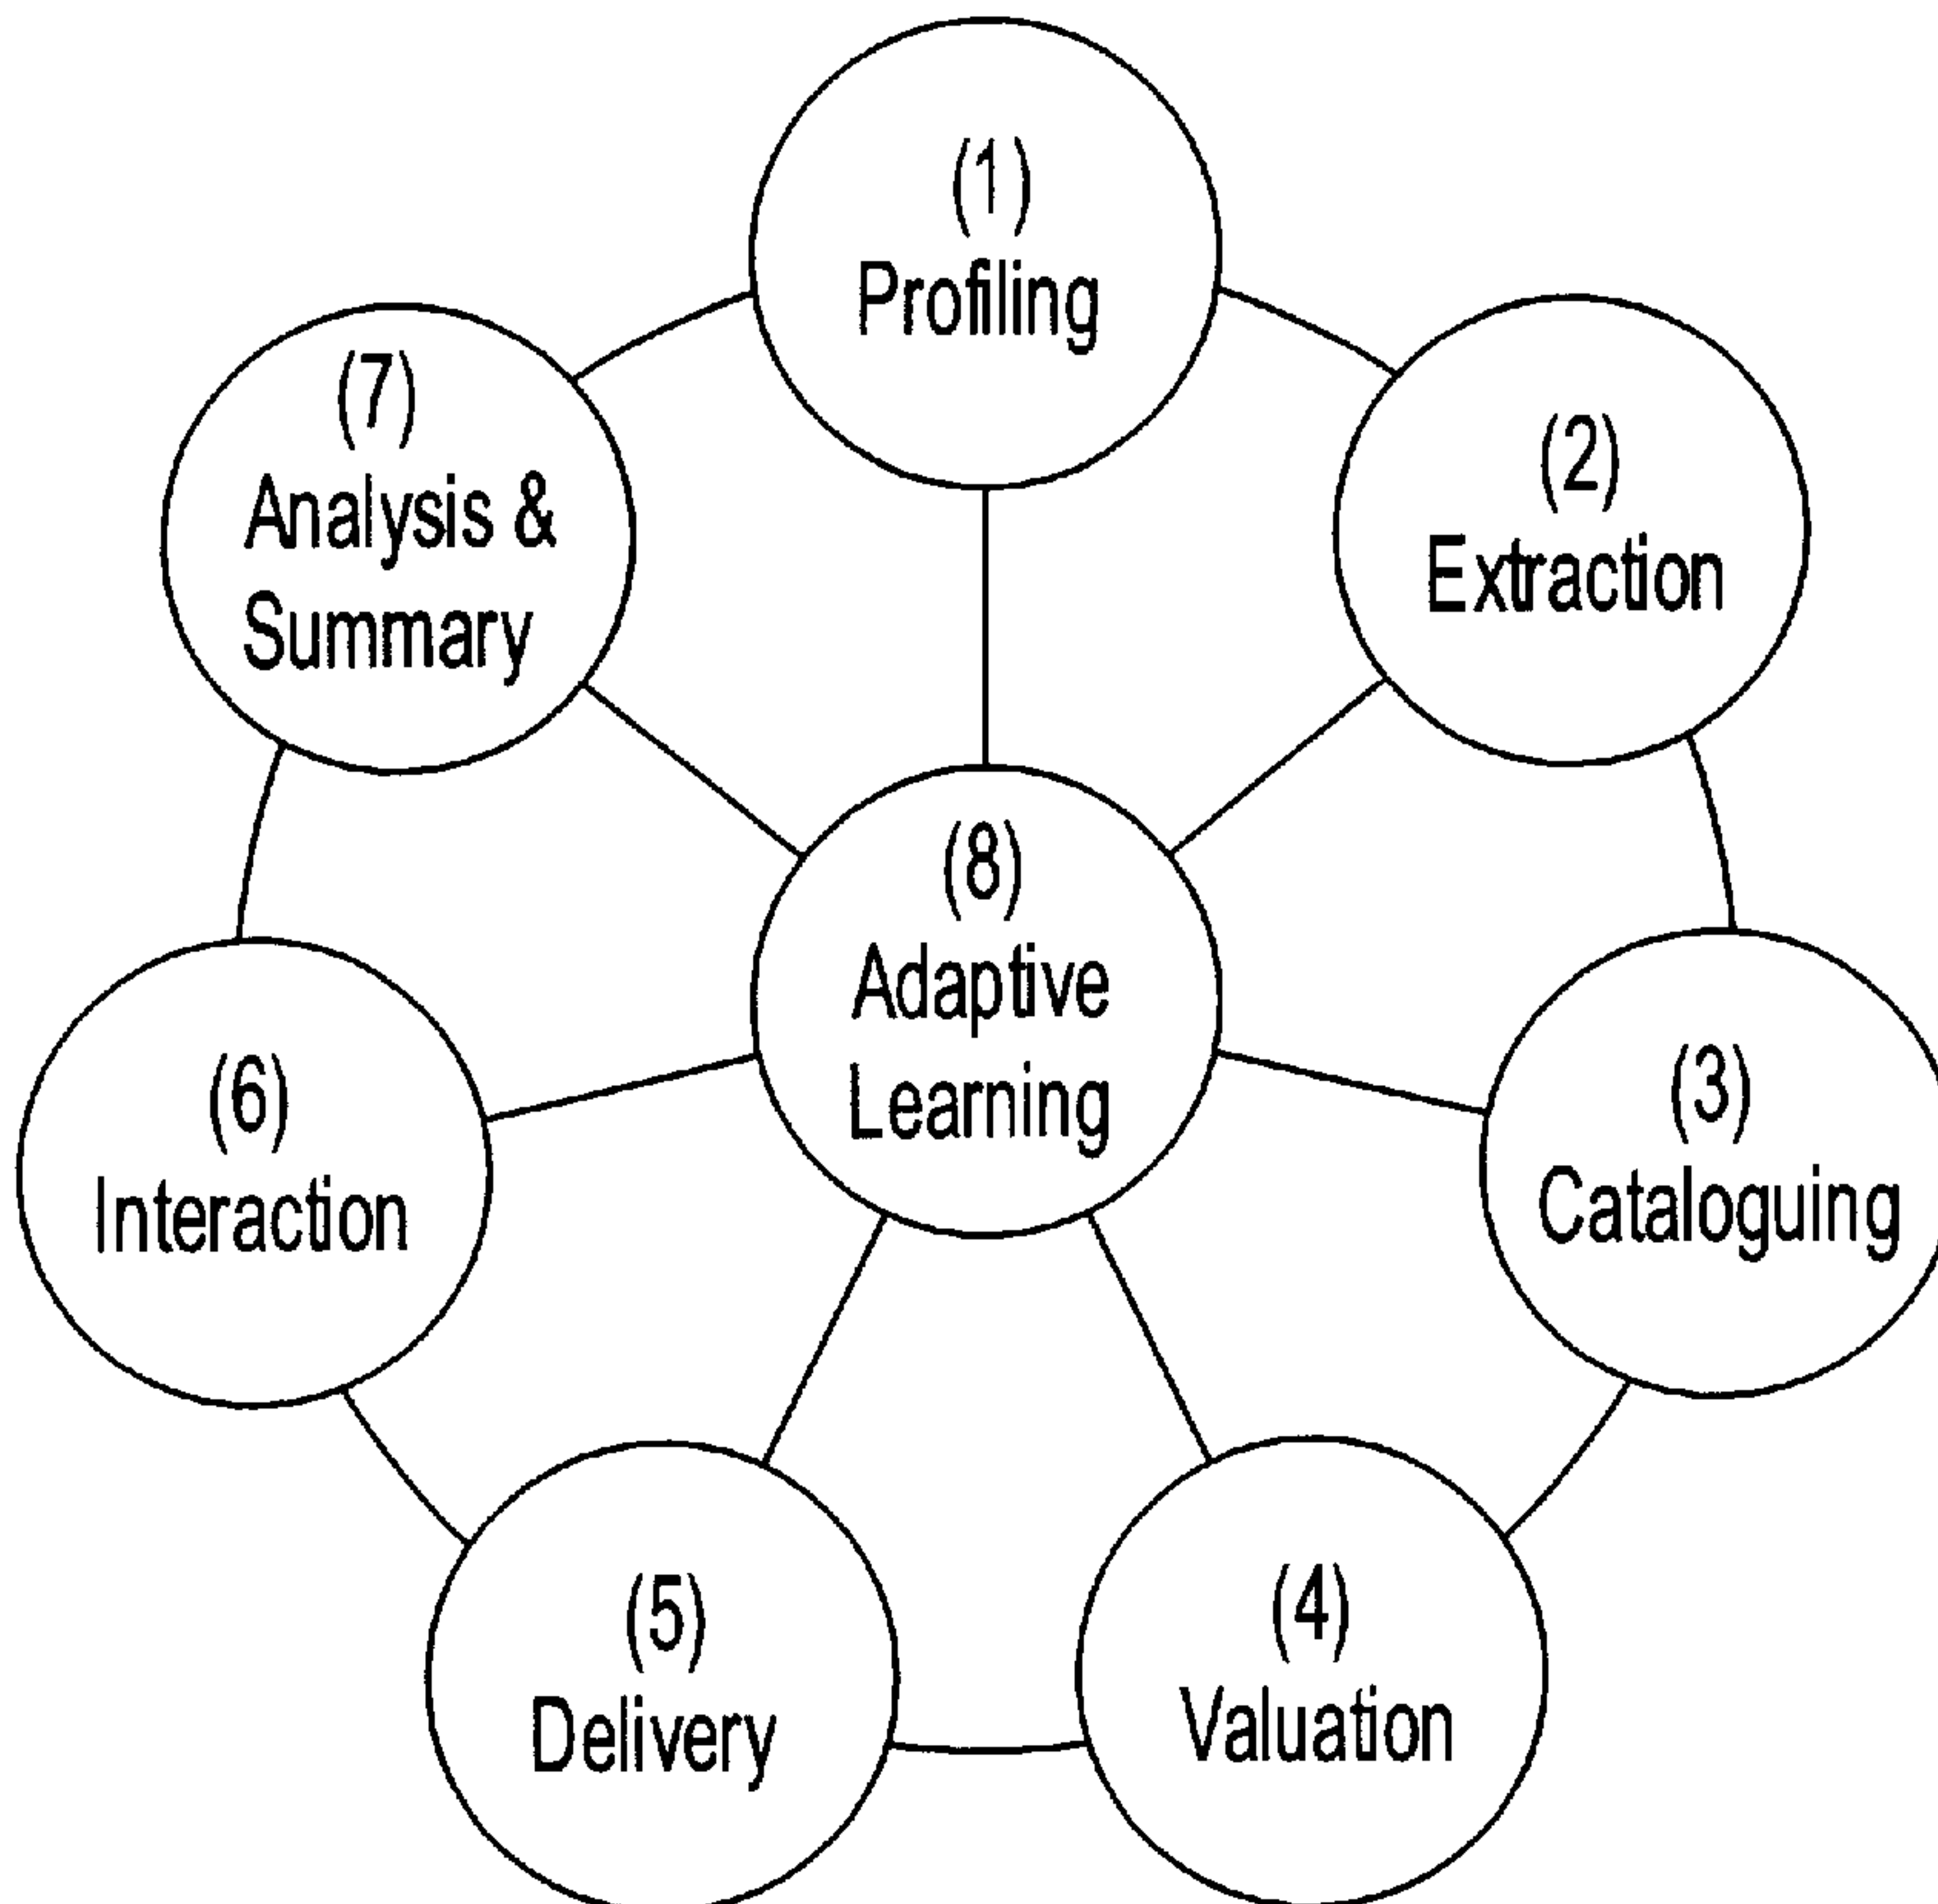 (1)
Profiling
(2)
Extraction
(3)
Cataloguing
(4)
Valuation
(5)
Delivery
(6)
Interaction
(7)
Analysis &
Summary
(8)
Adaptive
Learning